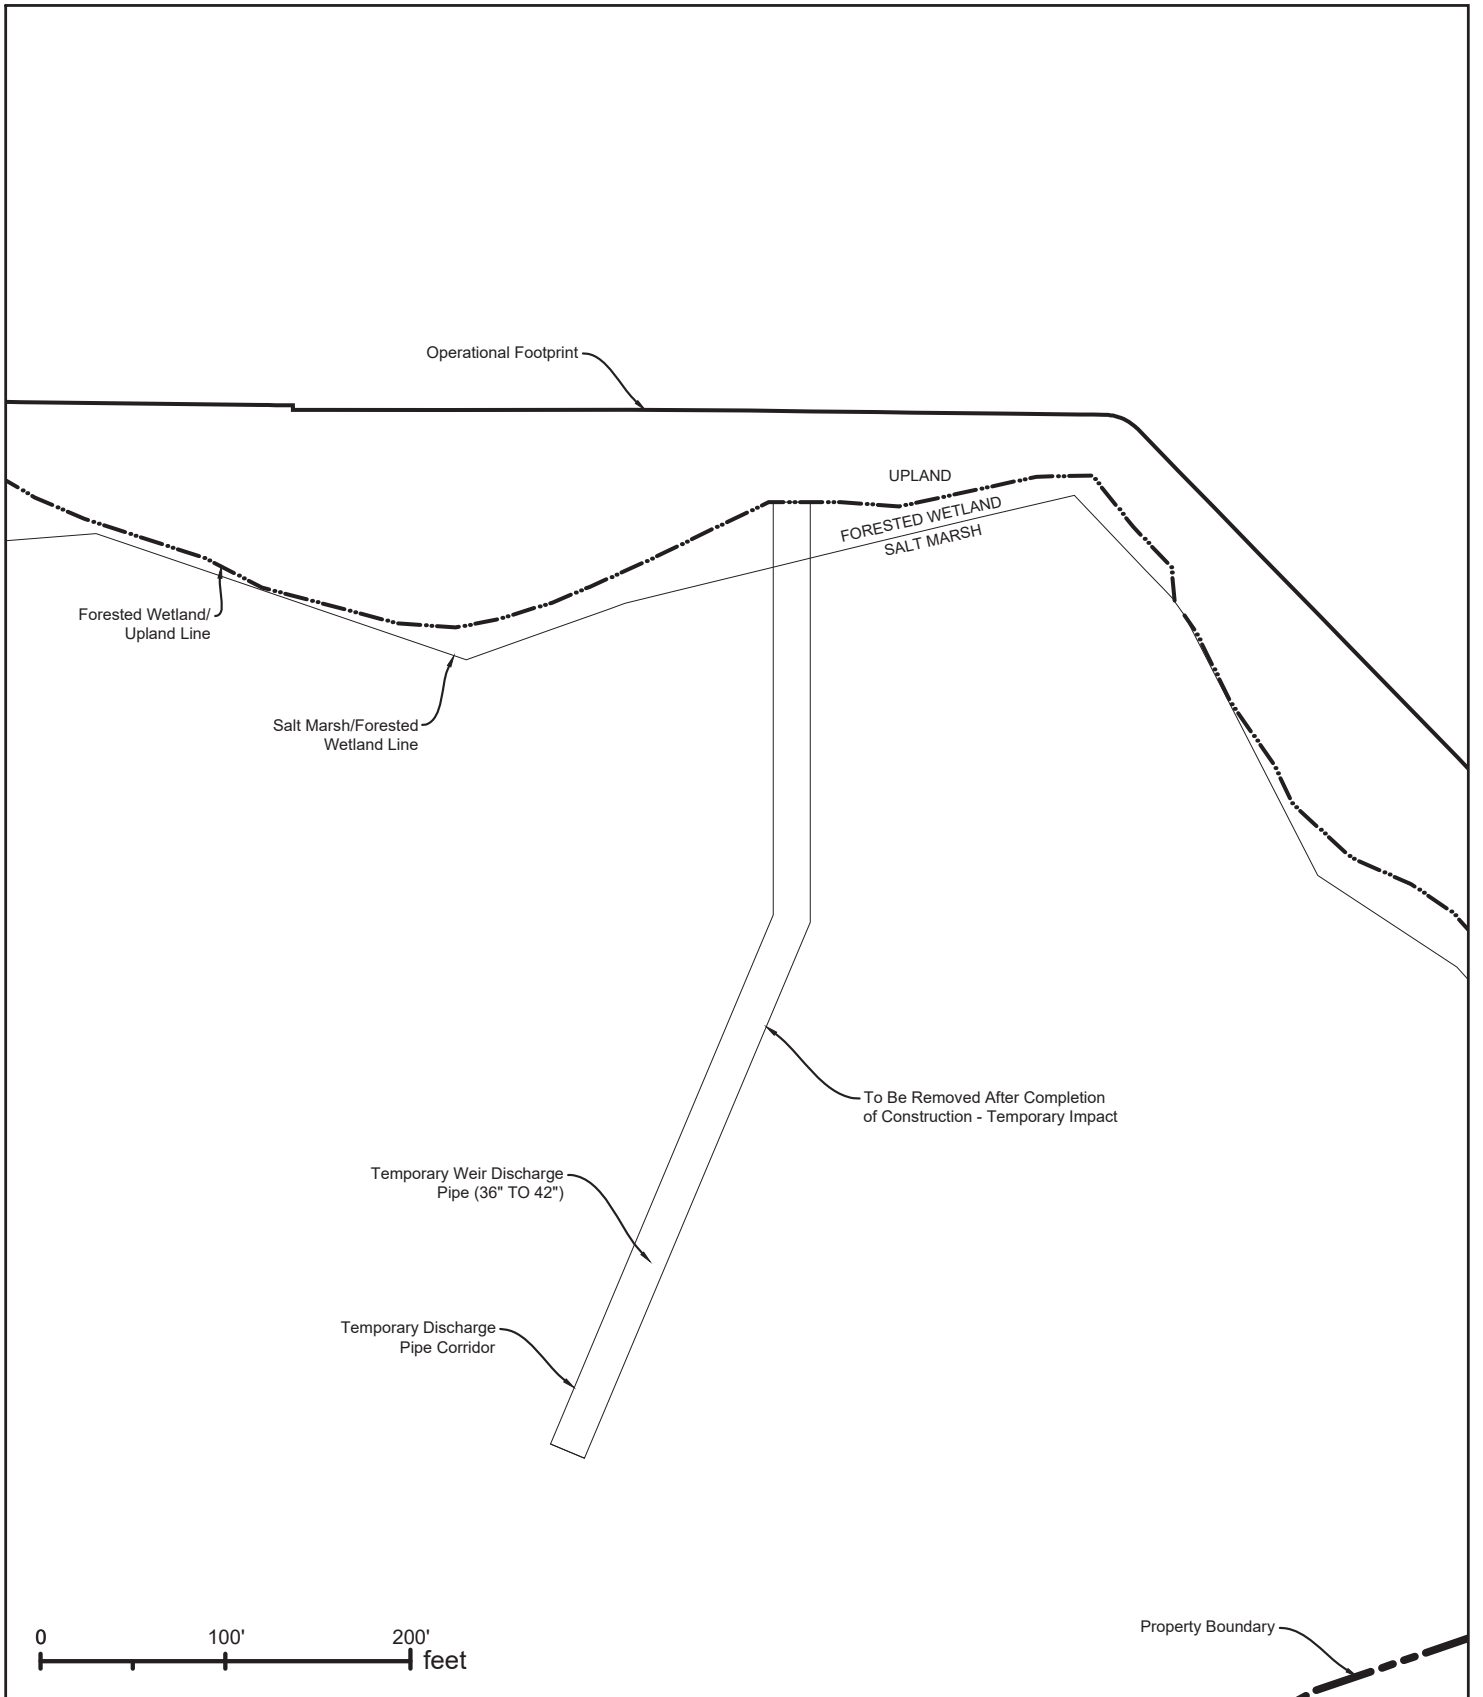 Operational Footprint
UPLAND
FORESTED WETLAND
SALT MARSH
Forested Wetland/
Upland Line
Salt Marsh/Forested
Wetland Line
To Be Removed After Completion
of Construction - Temporary Impact
Temporary Weir Discharge
Pipe (36" TO 42")
Temporary Discharge
Pipe Corridor
Property Boundary
0 100' 200'
feet